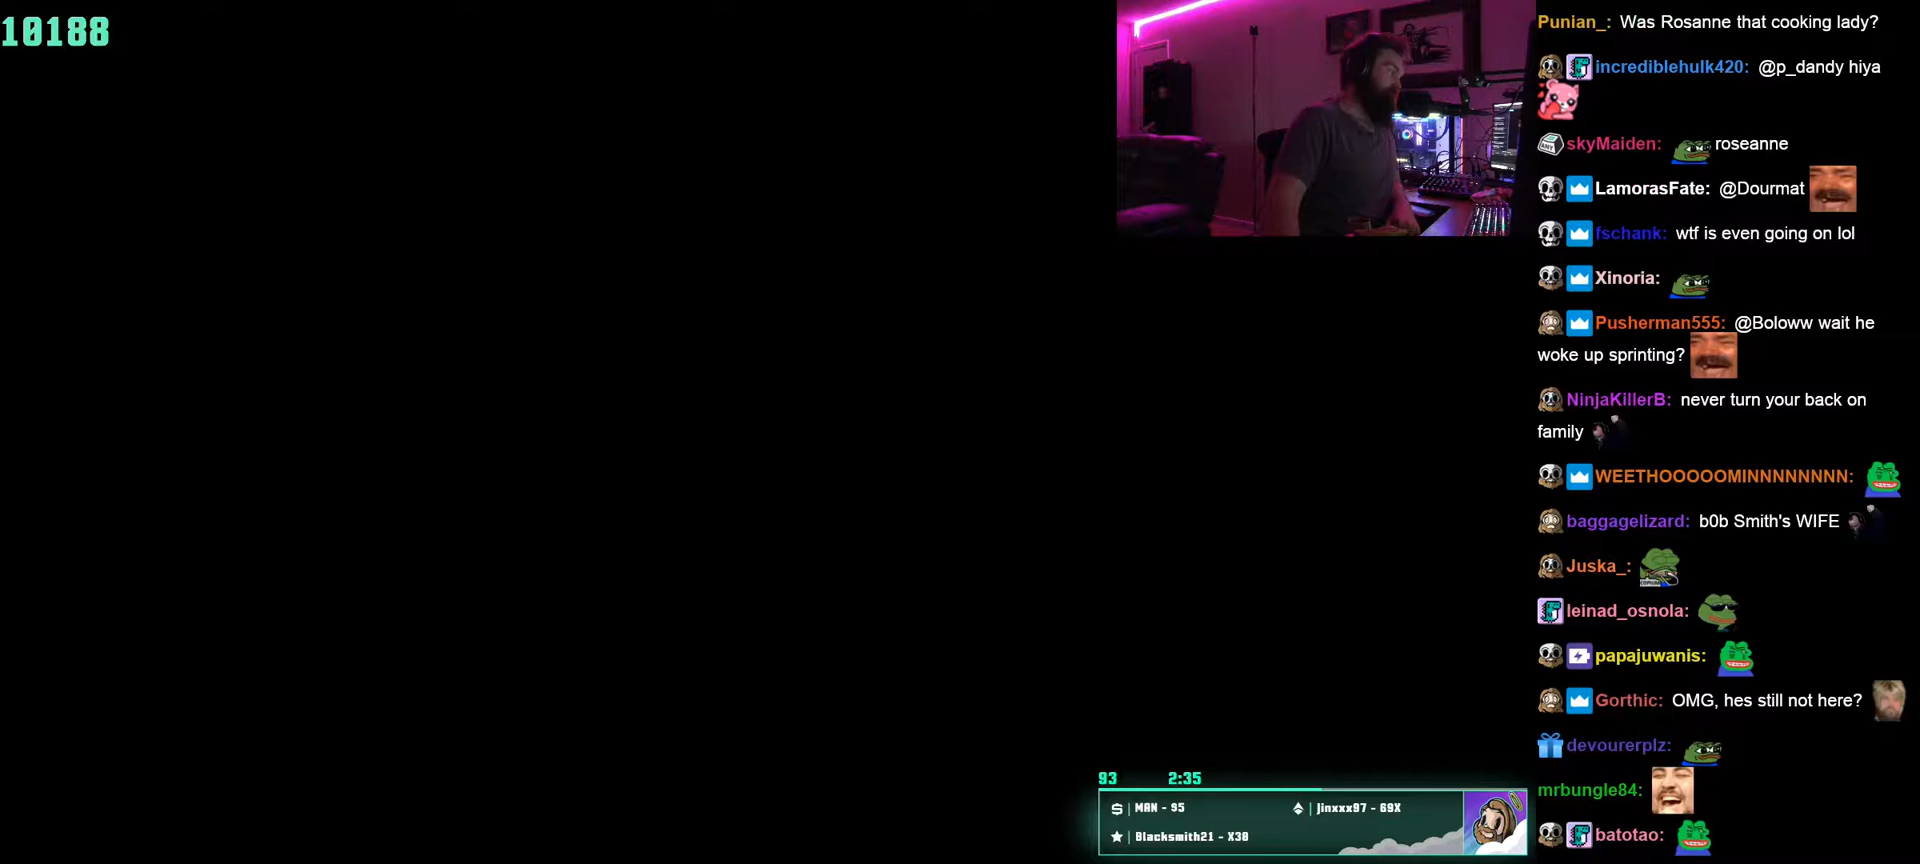 10188
Punian_: Was Rosanne that cooking lady?
incrediblehulk420: @p_dandy hiya
skyMaiden: roseanne
LamorasFate: @Dourmat
fschank: wtf is even going on lol
Xinoria:
Pusherman555: @Boloww wait he
woke up sprinting?
NinjaKillerB: never turn your back on
family
WEETHOOOOOMINNNNNNNN:
baggagelizard: b0b Smith's WIFE
Juska_:
leinad_osnola:
papajuwanis:
Gorthic: OMG, hes still not here?
devourerplz:
mrbungle84:
batotao:
93 2:35
$ | MAN - 95 | Jinxxx97 - 69X
| Blacksmith21 - X30